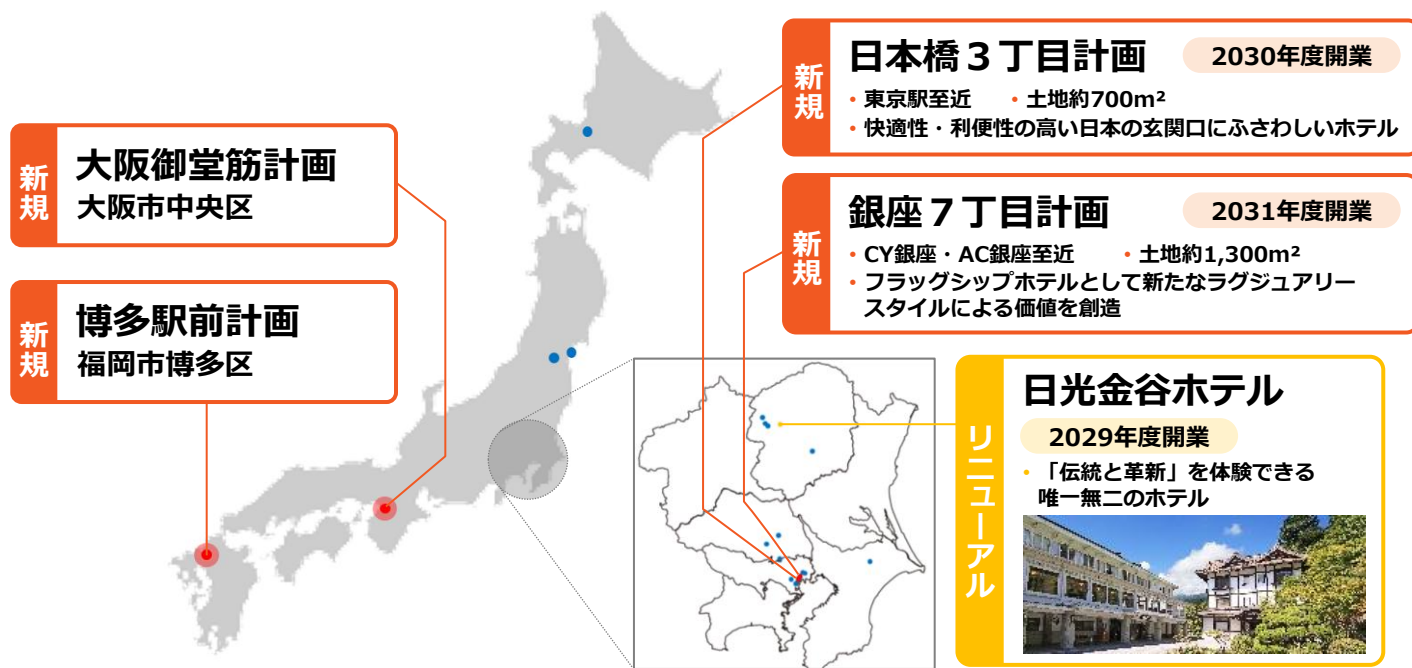 新規
大阪御堂筋計画
大阪市中央区
新規
博多駅前計画
福岡市博多区
新規
日本橋３丁目計画
2030年度開業
・東京駅至近 ・土地約700m²
・快適性・利便性の高い日本の玄関口にふさわしいホテル
新規
銀座７丁目計画
2031年度開業
・CY銀座・AC銀座至近 ・土地約1,300m²
・フラッグシップホテルとして新たなラグジュアリー
スタイルによる価値を創造
リニューアル
日光金谷ホテル
2029年度開業
・「伝統と革新」を体験できる
唯一無二のホテル